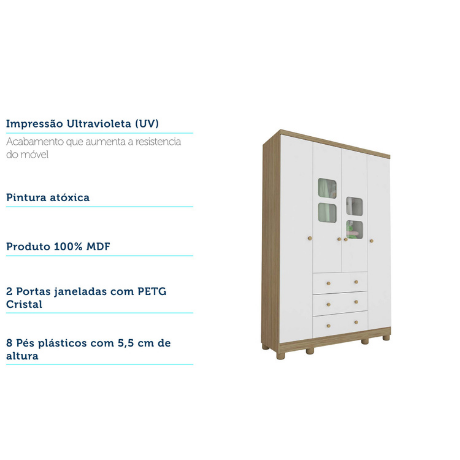 Impressão Ultravioleta (UV)
Acabamento que aumenta a resistencia
do móvel
Pintura atóxica
Produto 100% MDF
2 Portas janeladas com PETG
Cristal
8 Pés plásticos com 5,5 cm de
altura